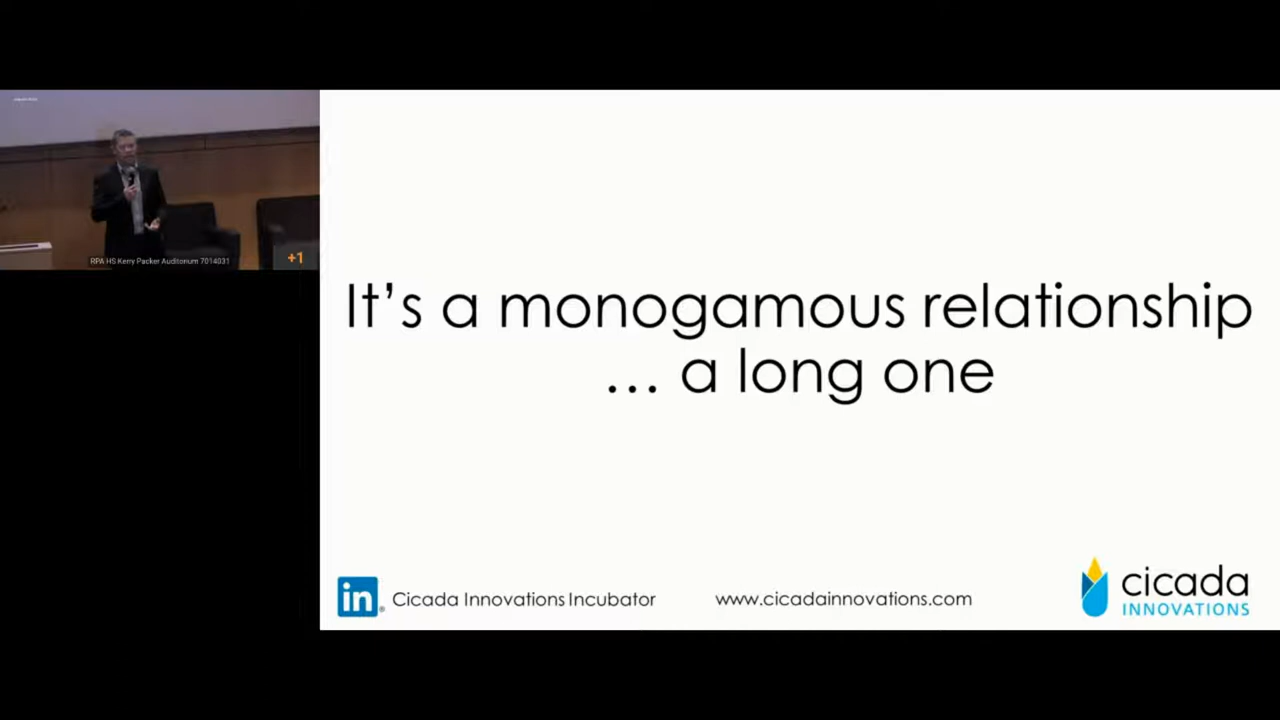 RPA HS Kerry Packer Auditorium 7014031
+1
It's a monogamous relationship
... a long one
in
Cicada Innovations Incubator
www.cicadainnovations.com
cicada
INNOVATIONS